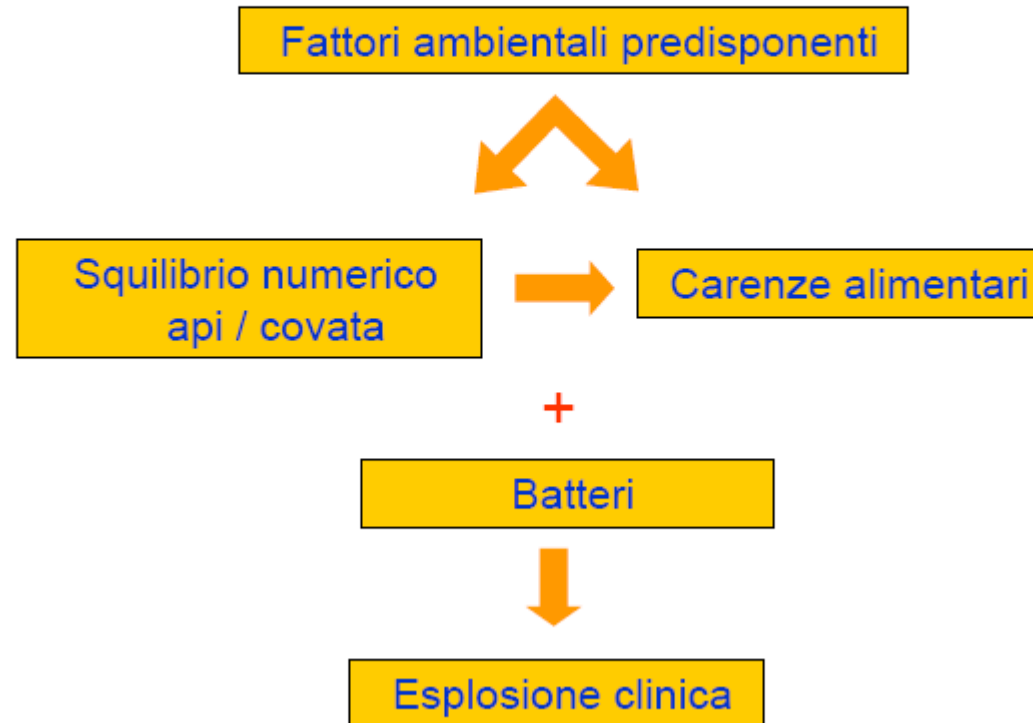 Fattori ambientali predisponenti
Squilibrio numerico
api / covata
Carenze alimentari
+
Batteri
Esplosione clinica